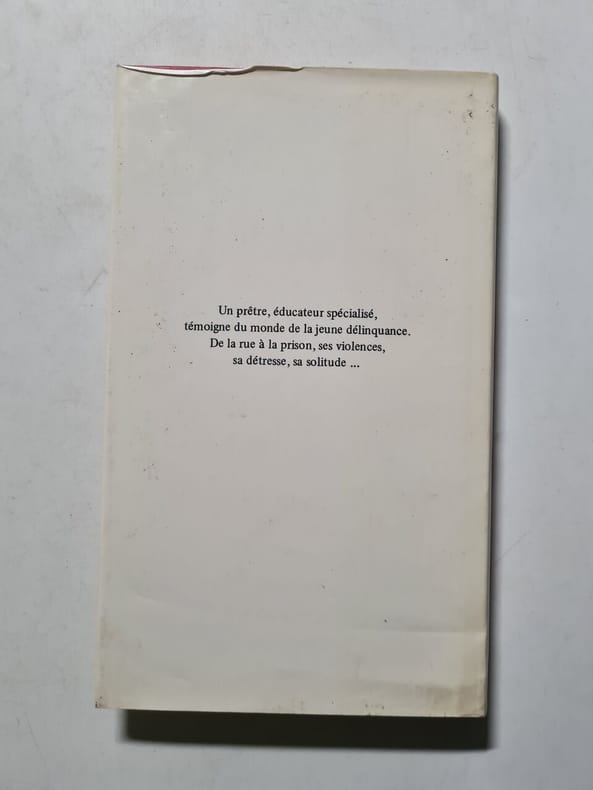 Un prêtre, éducateur spécialisé,
témoigne du monde de la jeune délinquance.
De la rue à la prison, ses violences,
sa détresse, sa solitude ...